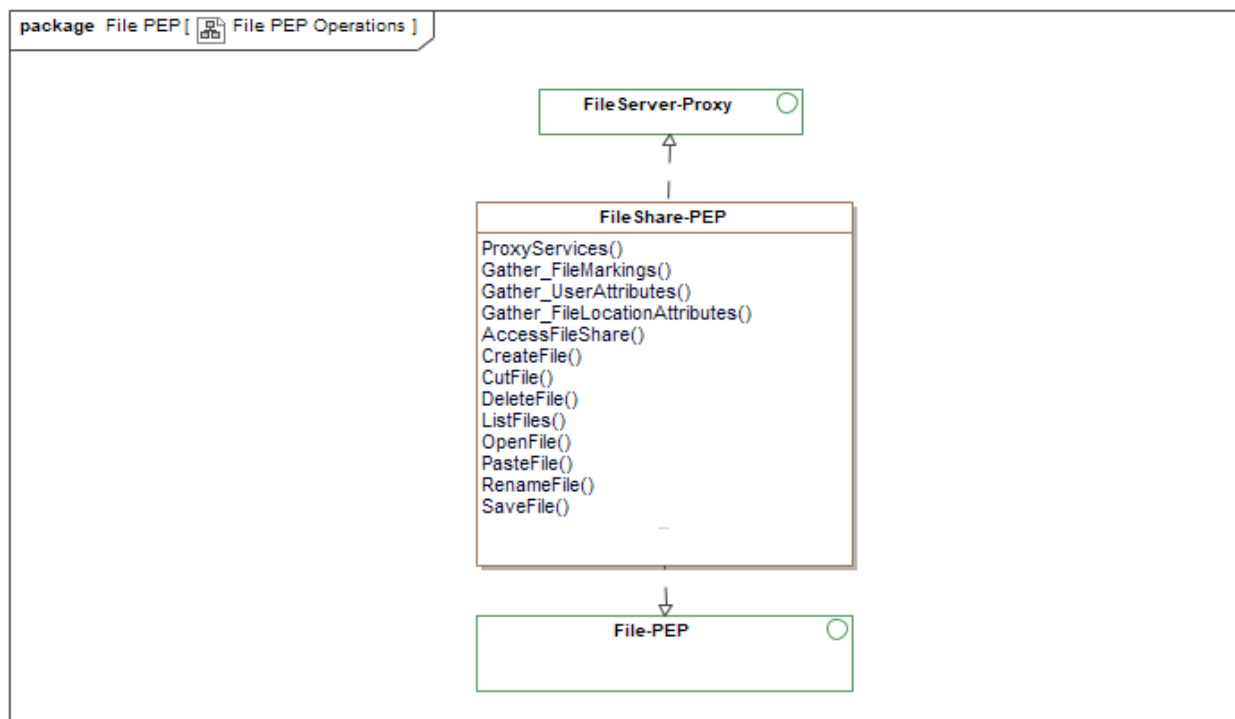 package File PEP [ File PEP Operations ]
FileServer-Proxy
FileShare-PEP
ProxyServices()
Gather_FileMarkings()
Gather_UserAttributes()
Gather_FileLocationAttributes()
AccessFileShare()
CreateFile()
CutFile()
DeleteFile()
ListFiles()
OpenFile()
PasteFile()
RenameFile()
SaveFile()
File-PEP